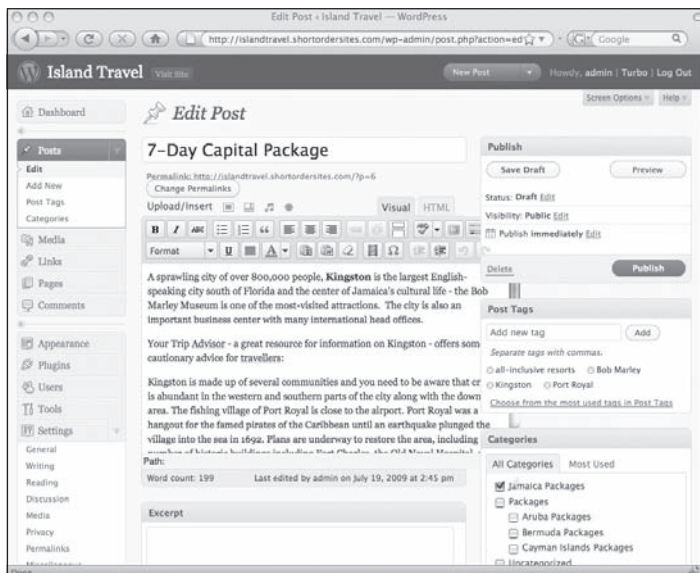 Edit Post ‹ Island Travel — WordPress
http://islandtravel.shortordersites.com/wp-admin/post.php?action=ed
Google
Island Travel
Visit Site
New Post
Howdy, admin | Turbo | Log Out
Screen Options
Help
Dashboard
Posts
Edit
Add New
Post Tags
Categories
Media
Links
Pages
Comments
Appearance
Plugins
Users
Tools
Settings
General
Writing
Reading
Discussion
Media
Privacy
Permalinks
Edit Post
7-Day Capital Package
Permalink: http://islandtravel.shortordersites.com/?p=6
Change Permalinks
Upload/Insert
Visual
HTML
B I ABC
Format
U A Ω
A sprawling city of over 800,000 people, Kingston is the largest English-
speaking city south of Florida and the center of Jamaica's cultural life - the Bob
Marley Museum is one of the most-visited attractions. The city is also an
important business center with many international head offices.
Your Trip Advisor - a great resource for information on Kingston - offers som
cautionary advice for travellers:
Kingston is made up of several communities and you need to be aware that cr
is abundant in the western and southern parts of the city along with the down
area. The fishing village of Port Royal is close to the airport. Port Royal was a
hangout for the famed pirates of the Caribbean until an earthquake plunged the
village into the sea in 1692. Plans are underway to restore the area, including
number of historic buildings including Fort Charles, the Old Naval Hospital
Path:
Word count: 199
Last edited by admin on July 19, 2009 at 2:45 pm
Excerpt
Publish
Save Draft
Preview
Status: Draft Edit
Visibility: Public Edit
Publish immediately Edit
Delete
Publish
Post Tags
Add new tag
Add
Separate tags with commas.
all-inclusive resorts
Bob Marley
Kingston
Port Royal
Choose from the most used tags in Post Tags
Categories
All Categories
Most Used
Jamaica Packages
Packages
Aruba Packages
Bermuda Packages
Cayman Islands Packages
Uncategorized
Done